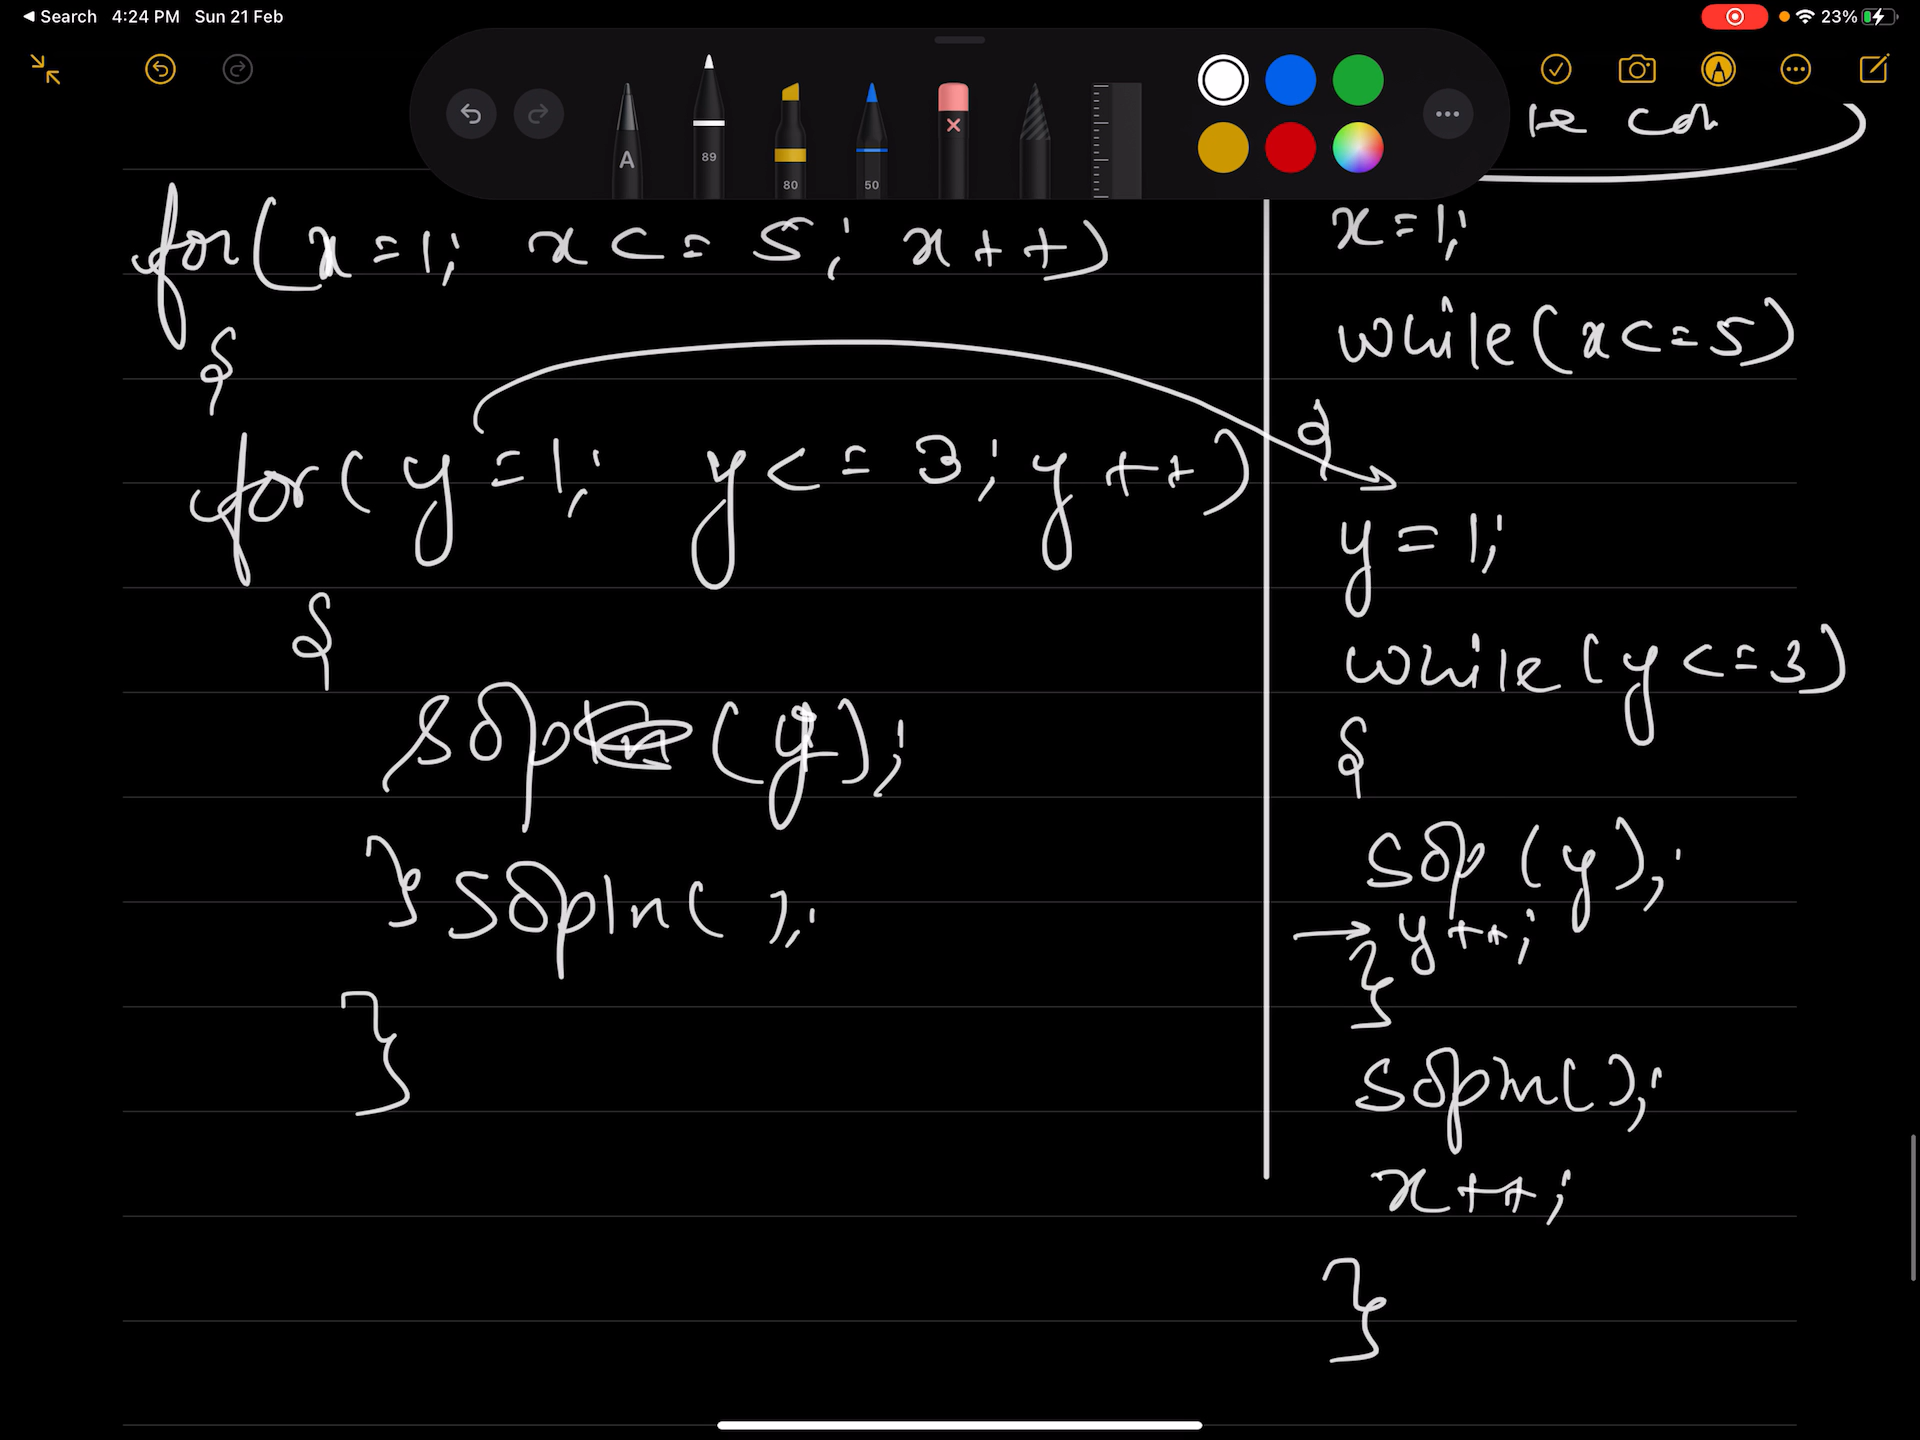 Search 4:24 PM Sun 21 Feb 23%
A 89 80 50
for(x=1; x<=5; x++)
{
for(y=1; y<=3; y++)
{
sop(y);
} sopln( );
}
x=1;
while(x<=5)
{
y=1;
while(y<=3)
{
sop(y);
y++;
}
sopln();
x++;
}